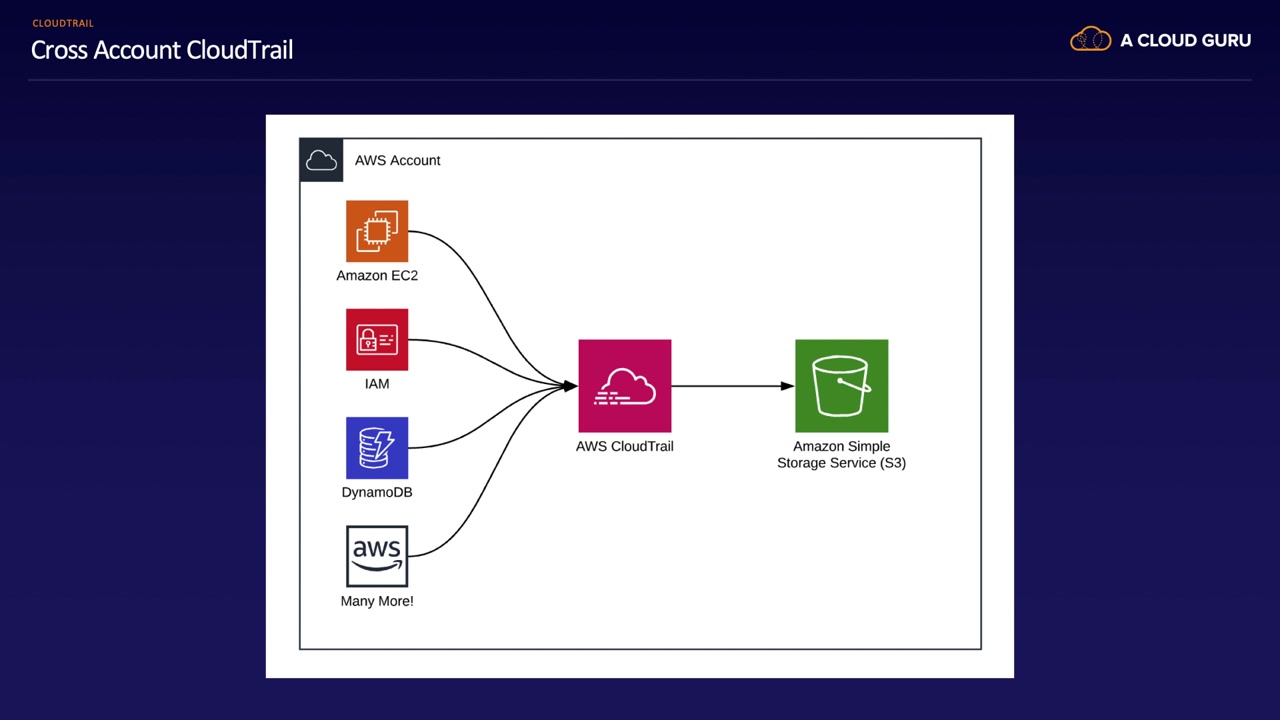 CLOUDTRAIL
Cross Account CloudTrail
A CLOUD GURU
AWS Account
Amazon EC2
IAM
DynamoDB
aws
Many More!
AWS CloudTrail
Amazon Simple
Storage Service (S3)